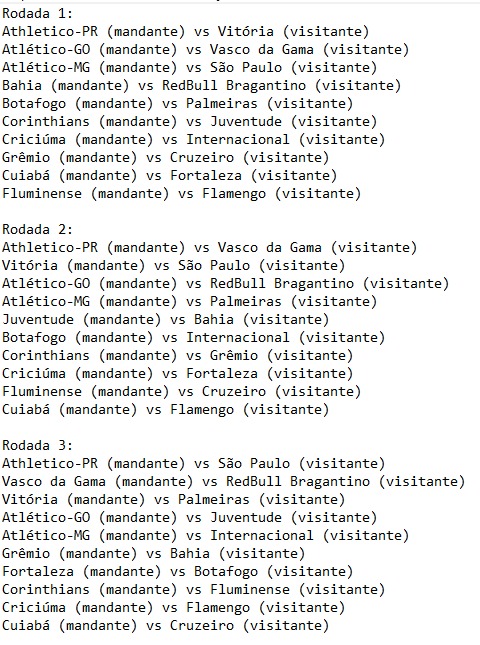 Rodada 1:
Athletico-PR (mandante) vs Vitória (visitante)
Atlético-GO (mandante) vs Vasco da Gama (visitante)
Atlético-MG (mandante) vs São Paulo (visitante)
Bahia (mandante) vs RedBull Bragantino (visitante)
Botafogo (mandante) vs Palmeiras (visitante)
Corinthians (mandante) vs Juventude (visitante)
Criciúma (mandante) vs Internacional (visitante)
Grêmio (mandante) vs Cruzeiro (visitante)
Cuiabá (mandante) vs Fortaleza (visitante)
Fluminense (mandante) vs Flamengo (visitante)

Rodada 2:
Athletico-PR (mandante) vs Vasco da Gama (visitante)
Vitória (mandante) vs São Paulo (visitante)
Atlético-GO (mandante) vs RedBull Bragantino (visitante)
Atlético-MG (mandante) vs Palmeiras (visitante)
Juventude (mandante) vs Bahia (visitante)
Botafogo (mandante) vs Internacional (visitante)
Corinthians (mandante) vs Grêmio (visitante)
Criciúma (mandante) vs Fortaleza (visitante)
Fluminense (mandante) vs Cruzeiro (visitante)
Cuiabá (mandante) vs Flamengo (visitante)

Rodada 3:
Athletico-PR (mandante) vs São Paulo (visitante)
Vasco da Gama (mandante) vs RedBull Bragantino (visitante)
Vitória (mandante) vs Palmeiras (visitante)
Atlético-GO (mandante) vs Juventude (visitante)
Atlético-MG (mandante) vs Internacional (visitante)
Grêmio (mandante) vs Bahia (visitante)
Fortaleza (mandante) vs Botafogo (visitante)
Corinthians (mandante) vs Fluminense (visitante)
Criciúma (mandante) vs Flamengo (visitante)
Cuiabá (mandante) vs Cruzeiro (visitante)